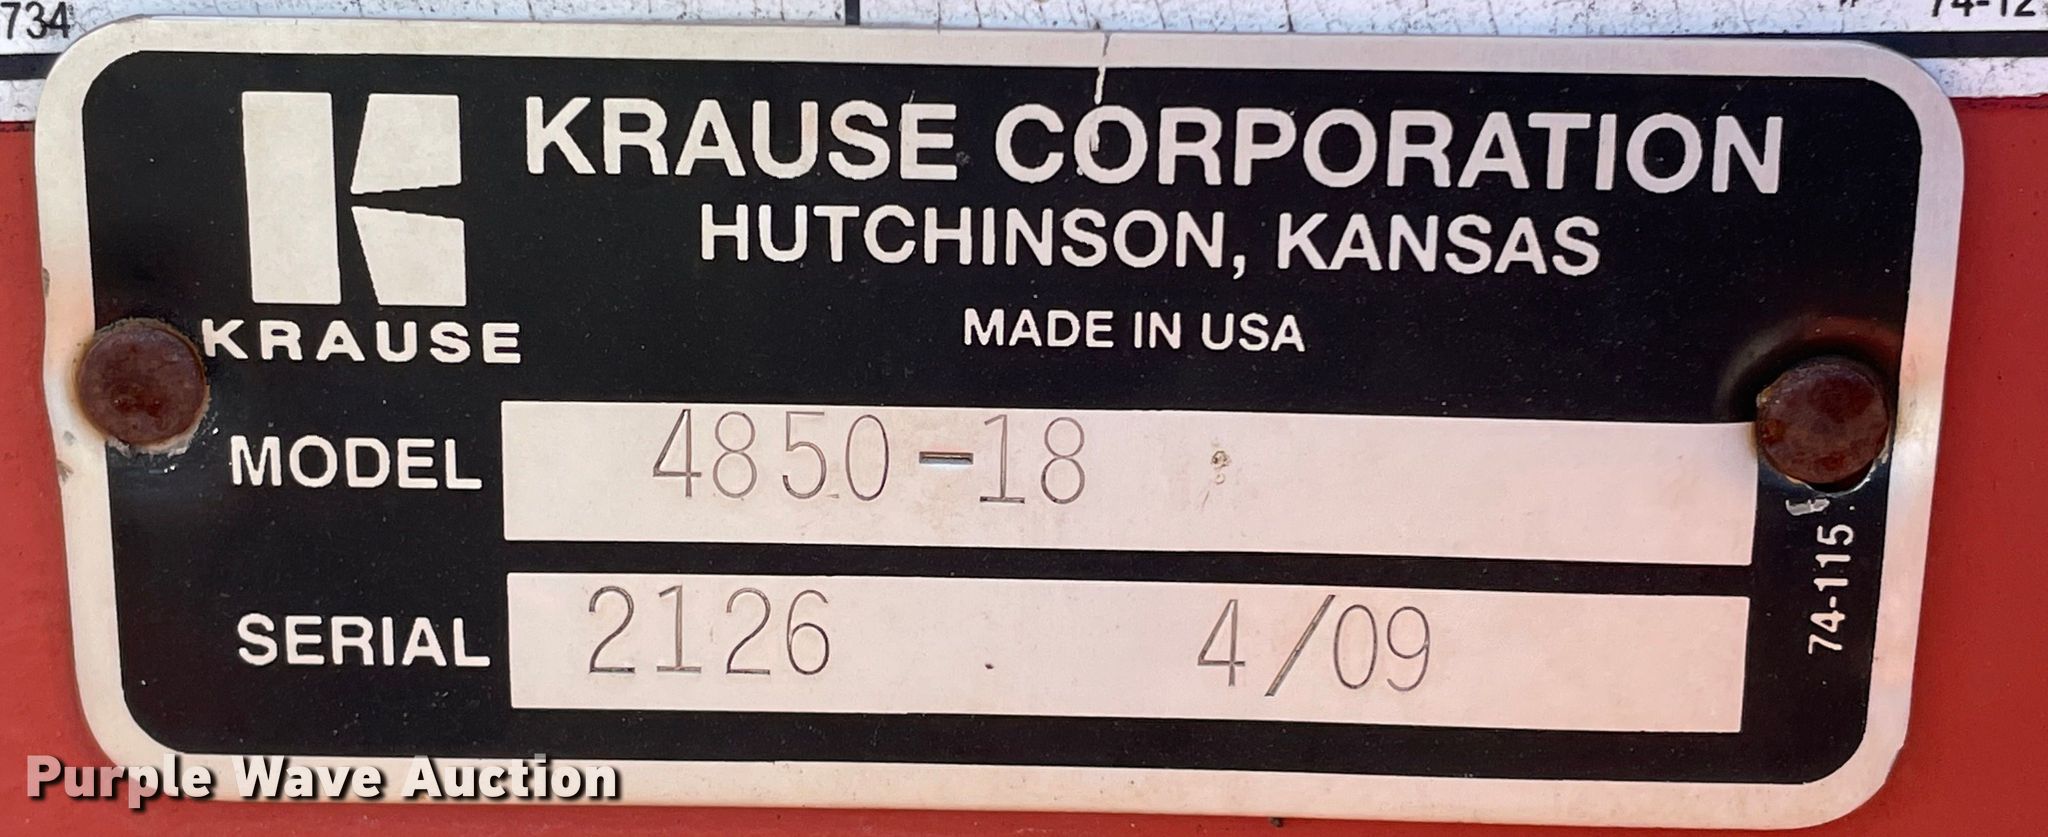 734
74-12
KRAUSE CORPORATION
HUTCHINSON, KANSAS
MADE IN USA
KRAUSE
MODEL 4850-18
SERIAL 2126 4/09
74-115
Purple Wave Auction